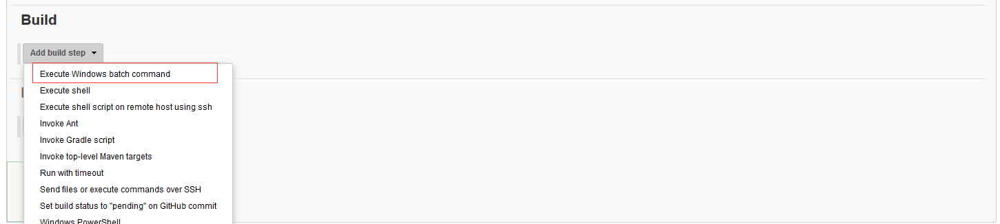 Build
Add build step
Execute Windows batch command
Execute shell
Execute shell script on remote host using ssh
Invoke Ant
Invoke Gradle script
Invoke top-level Maven targets
Run with timeout
Send files or execute commands over SSH
Set build status to "pending" on GitHub commit
Windows PowerShell